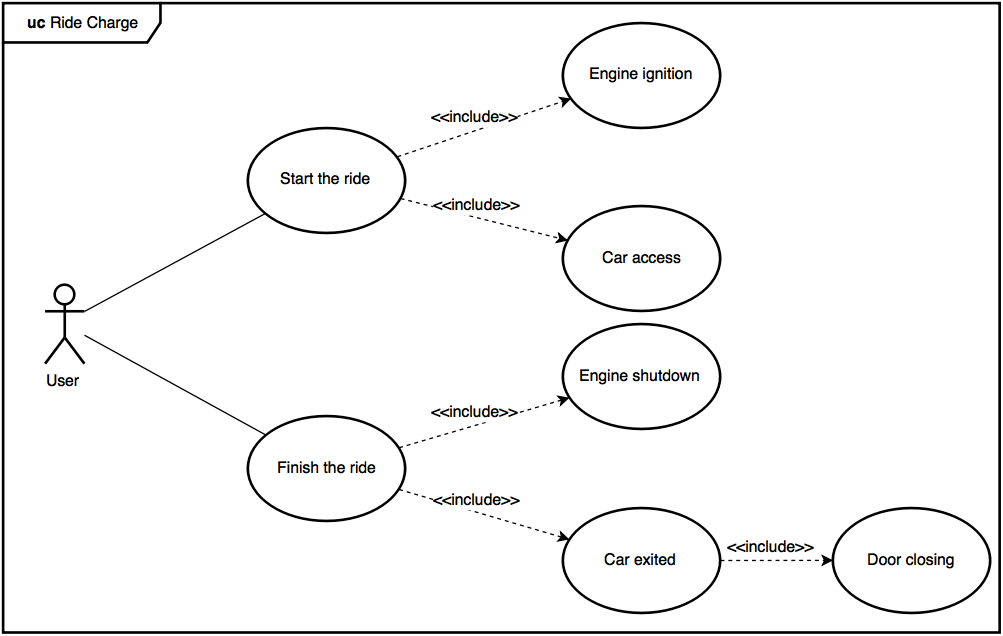 uc Ride Charge
Engine ignition
<<include>>
Start the ride
<<include>>
Car access
User
Engine shutdown
<<include>>
Finish the ride
<<include>>
Car exited
<<include>>
Door closing